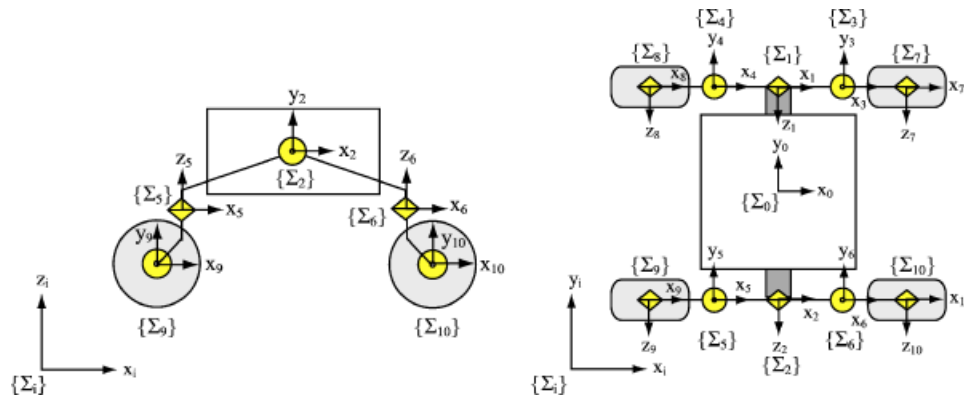 y₂
x₂
{Σ₂}
z₅
{Σ₅}
x₅
z₆
{Σ₆}
x₆
y₉
x₉
{Σ₉}
y₁₀
x₁₀
{Σ₁₀}
zᵢ
xᵢ
{Σᵢ}
{Σ₄}
{Σ₃}
y₄
y₃
{Σ₈}
{Σ₁}
{Σ₇}
x₈
x₄
x₁
x₃
x₇
z₈
z₁
z₇
y₀
{Σ₀}
x₀
{Σ₉}
y₅
y₆
{Σ₁₀}
x₉
x₅
x₂
x₆
x₁
z₉
{Σ₅}
z₂
{Σ₂}
{Σ₆}
z₁₀
yᵢ
xᵢ
{Σᵢ}